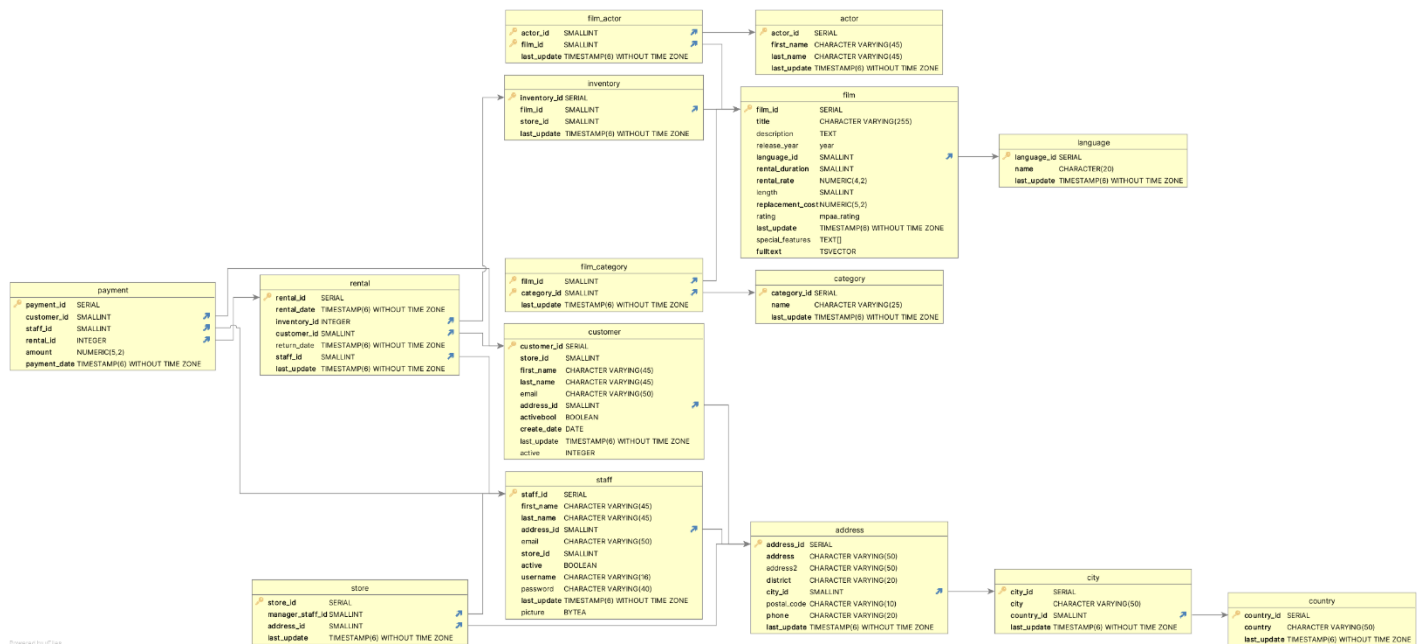 film_actor
actor_id SMALLINT
film_id SMALLINT
last_update TIMESTAMP(6) WITHOUT TIME ZONE
actor
actor_id SERIAL
first_name CHARACTER VARYING(45)
last_name CHARACTER VARYING(45)
last_update TIMESTAMP(6) WITHOUT TIME ZONE
inventory
inventory_id SERIAL
film_id SMALLINT
store_id SMALLINT
last_update TIMESTAMP(6) WITHOUT TIME ZONE
film
film_id SERIAL
title CHARACTER VARYING(255)
description TEXT
release_year year
language_id SMALLINT
rental_duration SMALLINT
rental_rate NUMERIC(4,2)
length SMALLINT
replacement_cost NUMERIC(5,2)
rating mpaa_rating
last_update TIMESTAMP(6) WITHOUT TIME ZONE
special_features TEXT[]
fulltext TSVECTOR
language
language_id SERIAL
name CHARACTER(20)
last_update TIMESTAMP(6) WITHOUT TIME ZONE
film_category
film_id SMALLINT
category_id SMALLINT
last_update TIMESTAMP(6) WITHOUT TIME ZONE
category
category_id SERIAL
name CHARACTER VARYING(25)
last_update TIMESTAMP(6) WITHOUT TIME ZONE
payment
payment_id SERIAL
customer_id SMALLINT
staff_id SMALLINT
rental_id INTEGER
amount NUMERIC(5,2)
payment_date TIMESTAMP(6) WITHOUT TIME ZONE
rental
rental_id SERIAL
rental_date TIMESTAMP(6) WITHOUT TIME ZONE
inventory_id INTEGER
customer_id SMALLINT
return_date TIMESTAMP(6) WITHOUT TIME ZONE
staff_id SMALLINT
last_update TIMESTAMP(6) WITHOUT TIME ZONE
customer
customer_id SERIAL
store_id SMALLINT
first_name CHARACTER VARYING(45)
last_name CHARACTER VARYING(45)
email CHARACTER VARYING(50)
address_id SMALLINT
activebool BOOLEAN
create_date DATE
last_update TIMESTAMP(6) WITHOUT TIME ZONE
active INTEGER
staff
staff_id SERIAL
first_name CHARACTER VARYING(45)
last_name CHARACTER VARYING(45)
address_id SMALLINT
email CHARACTER VARYING(50)
store_id SMALLINT
active BOOLEAN
username CHARACTER VARYING(16)
password CHARACTER VARYING(40)
last_update TIMESTAMP(6) WITHOUT TIME ZONE
picture BYTEA
store
store_id SERIAL
manager_staff_id SMALLINT
address_id SMALLINT
last_update TIMESTAMP(6) WITHOUT TIME ZONE
address
address_id SERIAL
address CHARACTER VARYING(50)
address2 CHARACTER VARYING(50)
district CHARACTER VARYING(20)
city_id SMALLINT
postal_code CHARACTER VARYING(10)
phone CHARACTER VARYING(20)
last_update TIMESTAMP(6) WITHOUT TIME ZONE
city
city_id SERIAL
city CHARACTER VARYING(50)
country_id SMALLINT
last_update TIMESTAMP(6) WITHOUT TIME ZONE
country
country_id SERIAL
country CHARACTER VARYING(50)
last_update TIMESTAMP(6) WITHOUT TIME ZONE